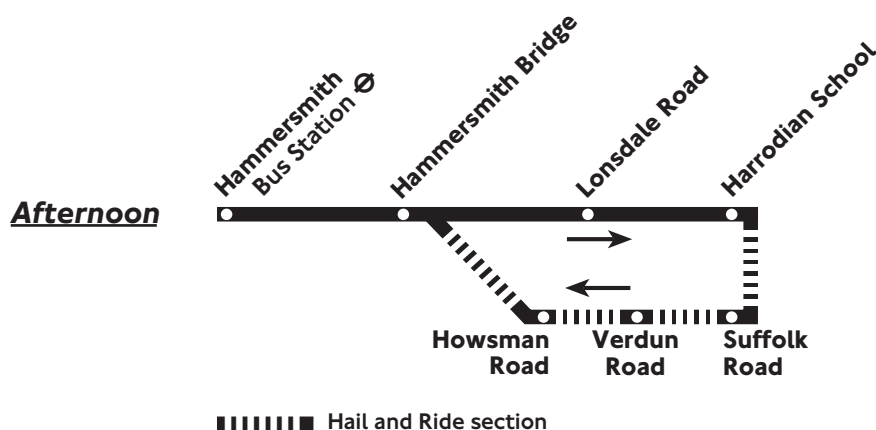 Hammersmith
Bus Station
Hammersmith Bridge
Lonsdale Road
Harrodian School
Afternoon
Howsman
Road
Verdun
Road
Suffolk
Road
Hail and Ride section